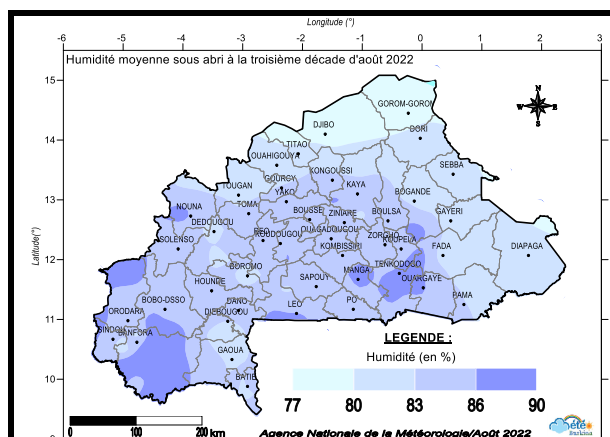 Longitude (°)
-6 -5 -4 -3 -2 -1 0 1 2 3
Humidité moyenne sous abri à la troisième décade d'août 2022
15
14
13
12
11
10
Latitude(°)
N
W E
S
GOROM-GOROM
DJIBO
DORI
TITAO
OUAHIGOUYA
KONGOUSSI
SEBBA
GOURCY
TOUGAN
KAYA
YAKO
BOGANDE
NOUNA
TOMA
BOUSSE
ZINIARE
BOULSA
GAYERI
DEDOUGOU
REO
KOUDOUGOU
OUAGADOUGOU
ZORGHO
KOUPELA
SOLENSO
KOMBISSIRI
FADA
DIAPAGA
TENKODOGO
BOROMO
SAPOUY
MANGA
HOUNDE
OUARGAYE
BOBO-DSSO
DANO
LEO
PO
PAMA
ORODARA
DIEBOUGOU
SINDOU
BANFORA
GAOUA
BATIE
LEGENDE :
Humidité (en %)
77 80 83 86 90
0 100 200 km
Agence Nationale de la Météorologie/Août 2022
Météo
Burkina